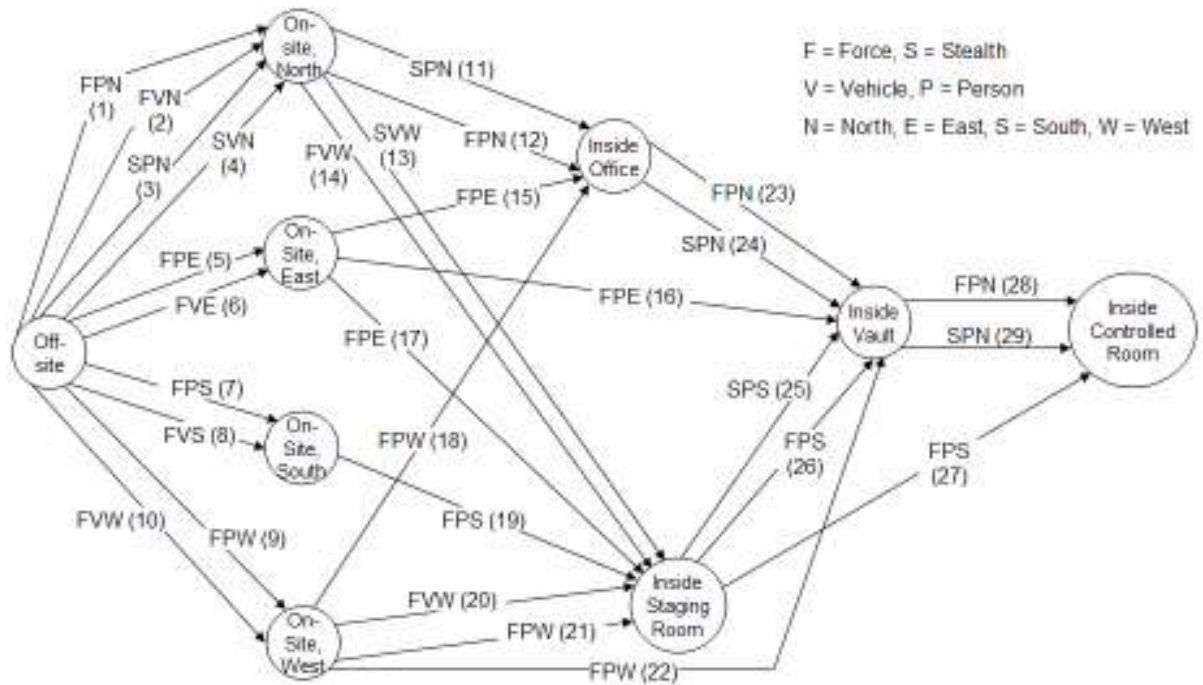 On-
site,
North
F = Force, S = Stealth
V = Vehicle, P = Person
N = North, E = East, S = South, W = West
FPN
(1)
FVN
(2)
SPN
(3)
SVN
(4)
SPN (11)
FPN (12)
SVW
(13)
FVW
(14)
Inside
Office
FPE (15)
FPN (23)
SPN (24)
On-
Site,
East
FPE (5)
FVE (6)
FPE (16)
FPE (17)
Inside
Vault
FPN (28)
SPN (29)
Inside
Controlled
Room
Off-
site
FPS (7)
FVS (8)
On-
Site,
South
FPW (18)
SPS (25)
FPS
(26)
FPS
(27)
FVW (10)
FPW (9)
FPS (19)
On-
Site,
West
FVW (20)
FPW (21)
FPW (22)
Inside
Staging
Room